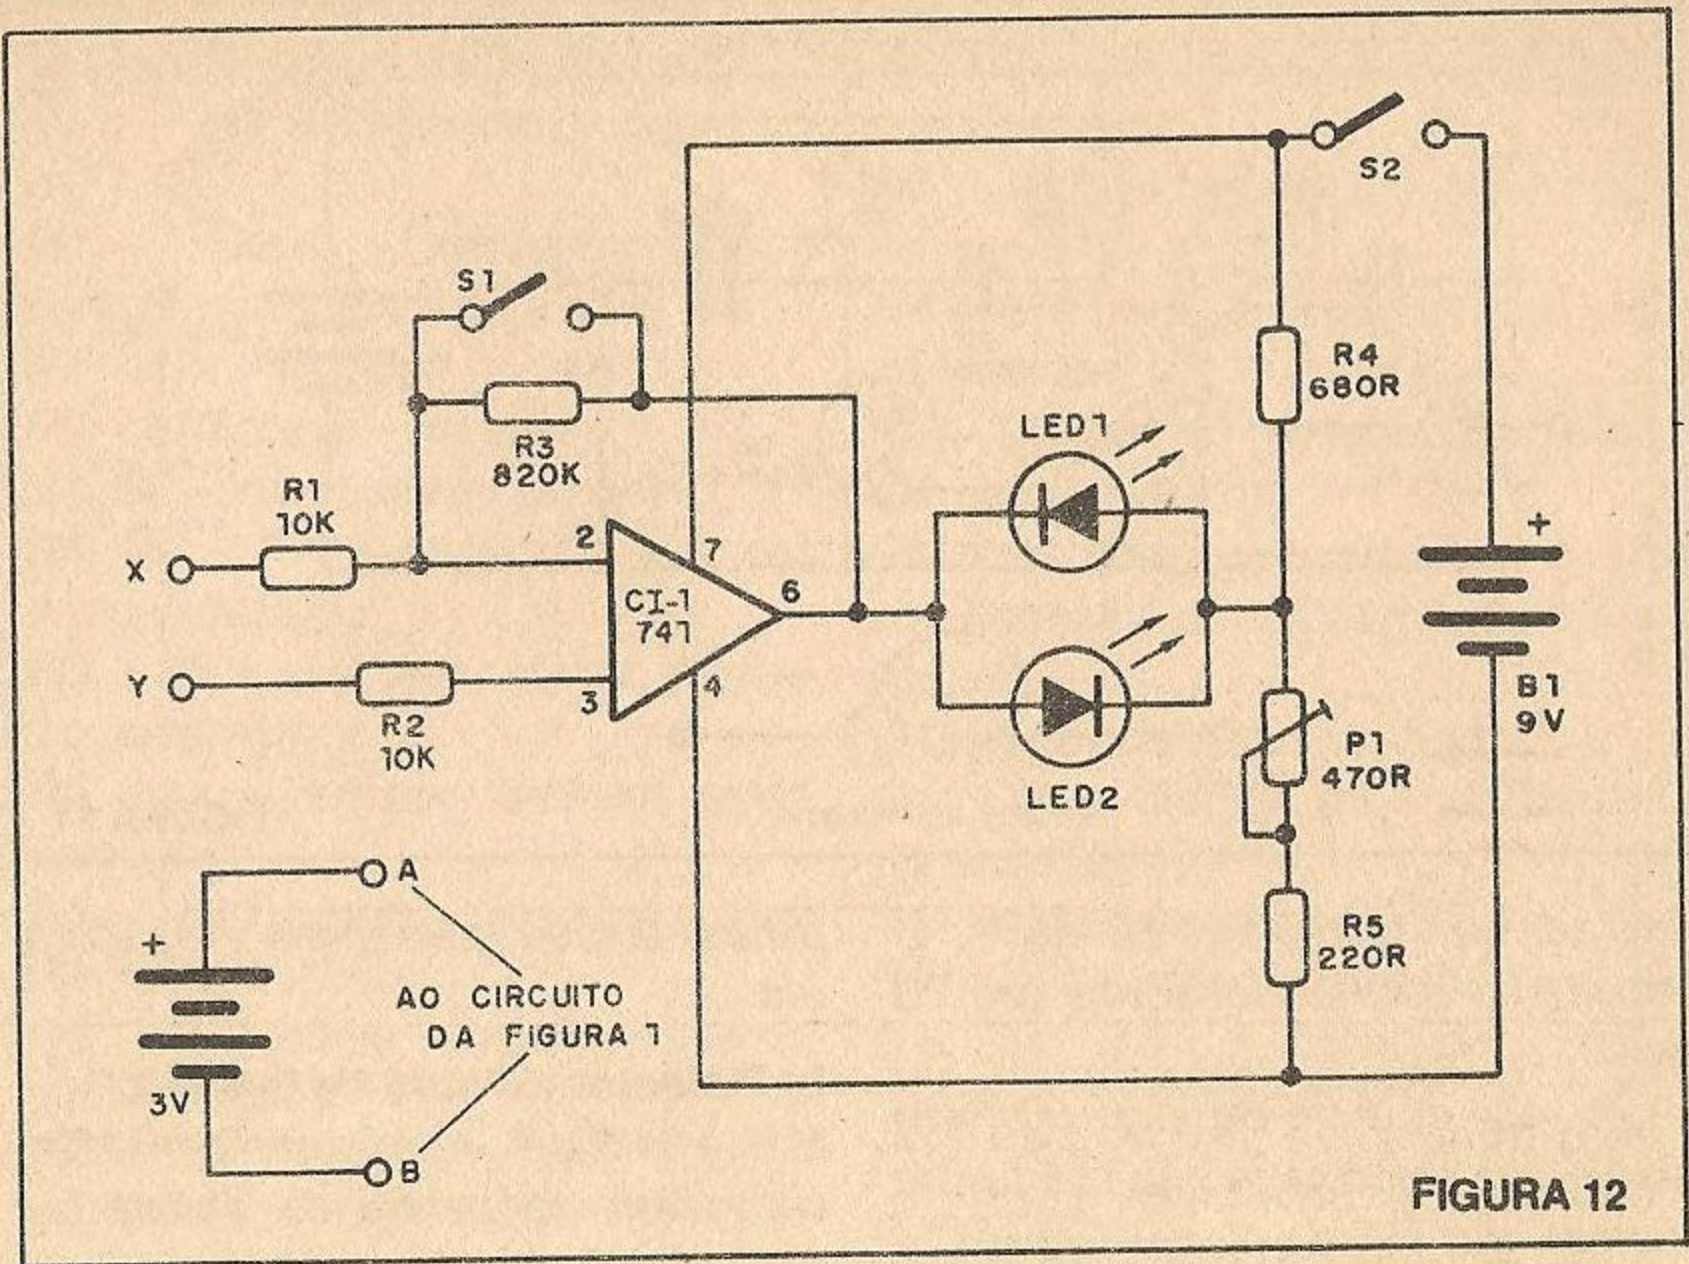 S2
S1
R3
820K
R1
10K
X
2
7
CI-1
741
6
Y
3
4
R2
10K
LED1
LED2
R4
680R
+
B1
9V
P1
470R
R5
220R
A
+
AO CIRCUITO
DA FIGURA 1
3V
B
FIGURA 12